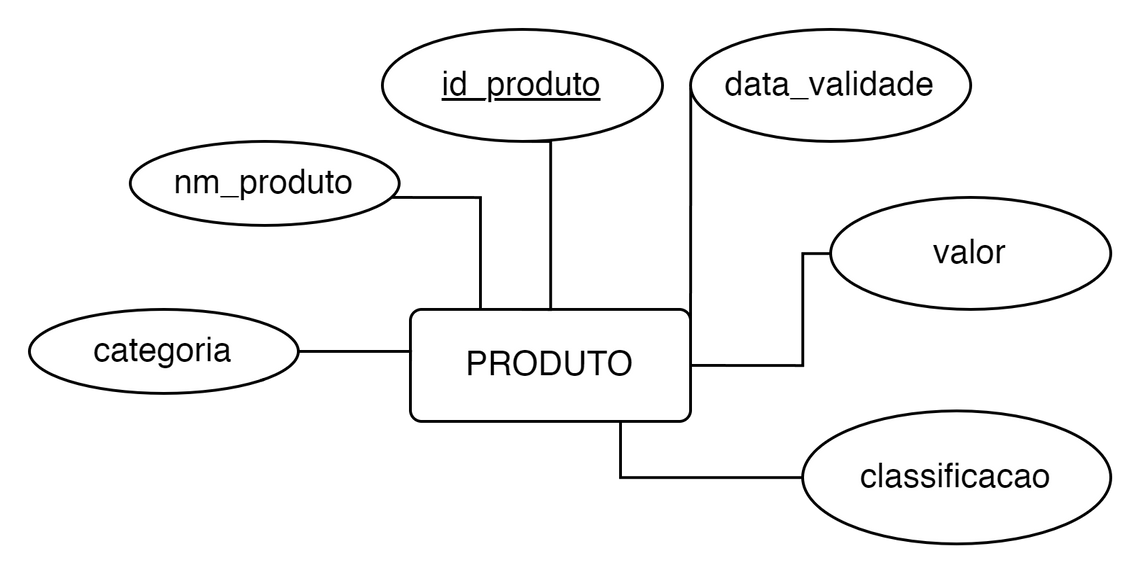 id_produto
data_validade
nm_produto
valor
categoria
PRODUTO
classificacao